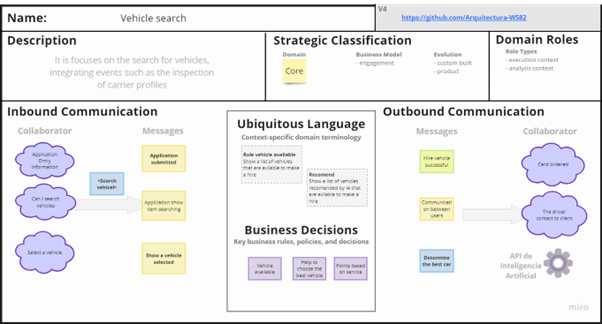 Name:
Vehicle search
V4
https://github.com/Arquitectura-WS82
Description
It is focuses on the search for vehicles,
integrating events such as the inspection
of carrier profiles
Strategic Classification
Domain
Core
Business Model
- engagement
Evolution
- custom built
- product
Domain Roles
Role Types
- execution context
- analysis context
Inbound Communication
Collaborator
Messages
Application
Entry
Information
Application
submitted
<Search
vehicel>
Can I search
vehicles
Application show
item searching
Select a vehicle
Show a vehicle
selected
Ubiquitous Language
Context-specific domain terminology
Rule vehicle available
Show a list of vehicles
that are avilable to make
a hire
Recomend
Show a list of vehicles
recomended by IA that
are avilable to make a
hire
Business Decisions
Key business rules, policies, and decisions
Vehicle
available
Help to
choose the
best vehicle
Points based
on service
Outbound Communication
Messages
Collaborator
Hire vehicle
successful
Card ordered
Communicati
on between
users
The driver
contact to client
Determine
the best car
API de
Inteligencia
Artificial
miro